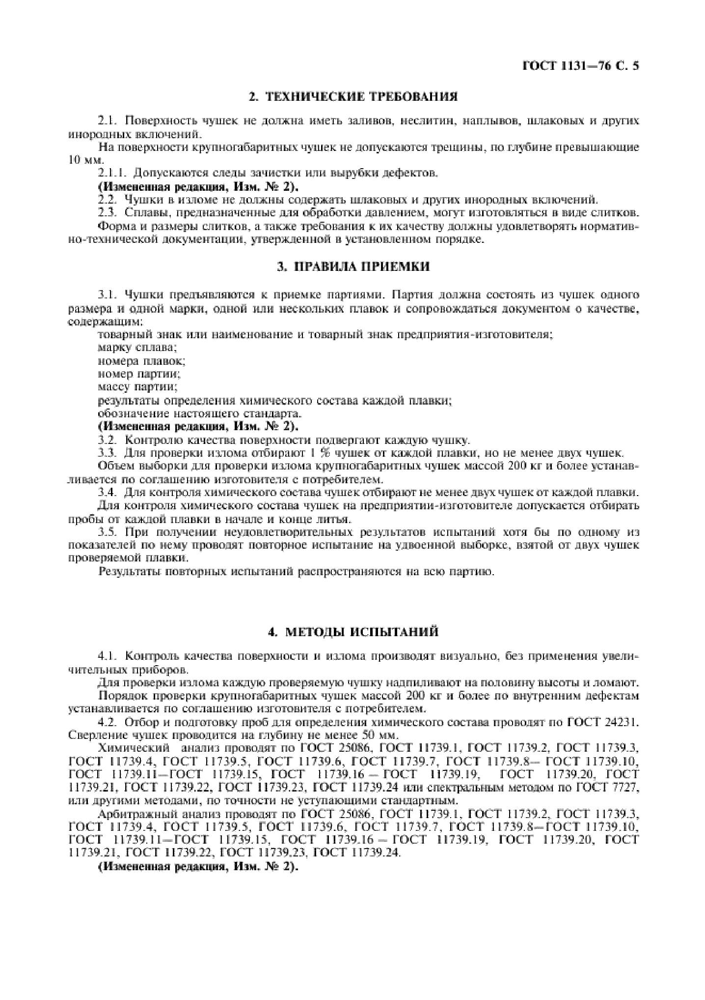 ГОСТ 1131—76 С. 5
2. ТЕХНИЧЕСКИЕ ТРЕБОВАНИЯ
2.1. Поверхность чушек не должна иметь заливов, неслитин, наплывов, шлаковых и других
инородных включений.
На поверхности крупногабаритных чушек не допускаются трещины, по глубине превышающие
10 мм.
2.1.1. Допускаются следы зачистки или вырубки дефектов.
(Измененная редакция, Изм. № 2).
2.2. Чушки в изломе не должны содержать шлаковых и других инородных включений.
2.3. Сплавы, предназначенные для обработки давлением, могут изготовляться в виде слитков.
Форма и размеры слитков, а также требования к их качеству должны удовлетворять норматив-
но-технической документации, утвержденной в установленном порядке.
3. ПРАВИЛА ПРИЕМКИ
3.1. Чушки предъявляются к приемке партиями. Партия должна состоять из чушек одного
размера и одной марки, одной или нескольких плавок и сопровождаться документом о качестве,
содержащим:
товарный знак или наименование и товарный знак предприятия-изготовителя;
марку сплава;
номера плавок;
номер партии;
массу партии;
результаты определения химического состава каждой плавки;
обозначение настоящего стандарта.
(Измененная редакция, Изм. № 2).
3.2. Контролю качества поверхности подвергают каждую чушку.
3.3. Для проверки излома отбирают 1 % чушек от каждой плавки, но не менее двух чушек.
Объем выборки для проверки излома крупногабаритных чушек массой 200 кг и более устанав-
ливается по соглашению изготовителя с потребителем.
3.4. Для контроля химического состава чушек отбирают не менее двух чушек от каждой плавки.
Для контроля химического состава чушек на предприятии-изготовителе допускается отбирать
пробы от каждой плавки в начале и конце литья.
3.5. При получении неудовлетворительных результатов испытаний хотя бы по одному из
показателей по нему проводят повторное испытание на удвоенной выборке, взятой от двух чушек
проверяемой плавки.
Результаты повторных испытаний распространяются на всю партию.
4. МЕТОДЫ ИСПЫТАНИЙ
4.1. Контроль качества поверхности и излома производят визуально, без применения увели-
чительных приборов.
Для проверки излома каждую проверяемую чушку надпиливают на половину высоты и ломают.
Порядок проверки крупногабаритных чушек массой 200 кг и более по внутренним дефектам
устанавливается по соглашению изготовителя с потребителем.
4.2. Отбор и подготовку проб для определения химического состава проводят по ГОСТ 24231.
Сверление чушек проводится на глубину не менее 50 мм.
Химический анализ проводят по ГОСТ 25086, ГОСТ 11739.1, ГОСТ 11739.2, ГОСТ 11739.3,
ГОСТ 11739.4, ГОСТ 11739.5, ГОСТ 11739.6, ГОСТ 11739.7, ГОСТ 11739.8— ГОСТ 11739.10,
ГОСТ 11739.11—ГОСТ 11739.15, ГОСТ 11739.16 — ГОСТ 11739.19, ГОСТ 11739.20, ГОСТ
11739.21, ГОСТ 11739.22, ГОСТ 11739.23, ГОСТ 11739.24 или спектральным методом по ГОСТ 7727,
или другими методами, по точности не уступающими стандартным.
Арбитражный анализ проводят по ГОСТ 25086, ГОСТ 11739.1, ГОСТ 11739.2, ГОСТ 11739.3,
ГОСТ 11739.4, ГОСТ 11739.5, ГОСТ 11739.6, ГОСТ 11739.7, ГОСТ 11739.8—ГОСТ 11739.10,
ГОСТ 11739.11—ГОСТ 11739.15, ГОСТ 11739.16 — ГОСТ 11739.19, ГОСТ 11739.20, ГОСТ
11739.21, ГОСТ 11739.22, ГОСТ 11739.23, ГОСТ 11739.24.
(Измененная редакция, Изм. № 2).